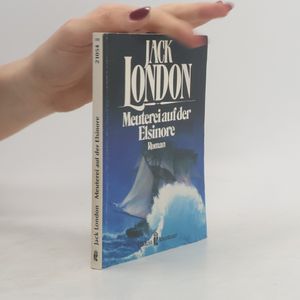 JACK
LONDON
Meuterei auf der
Elsinore
Roman
Jack London Meuterei auf der Elsinore 21054